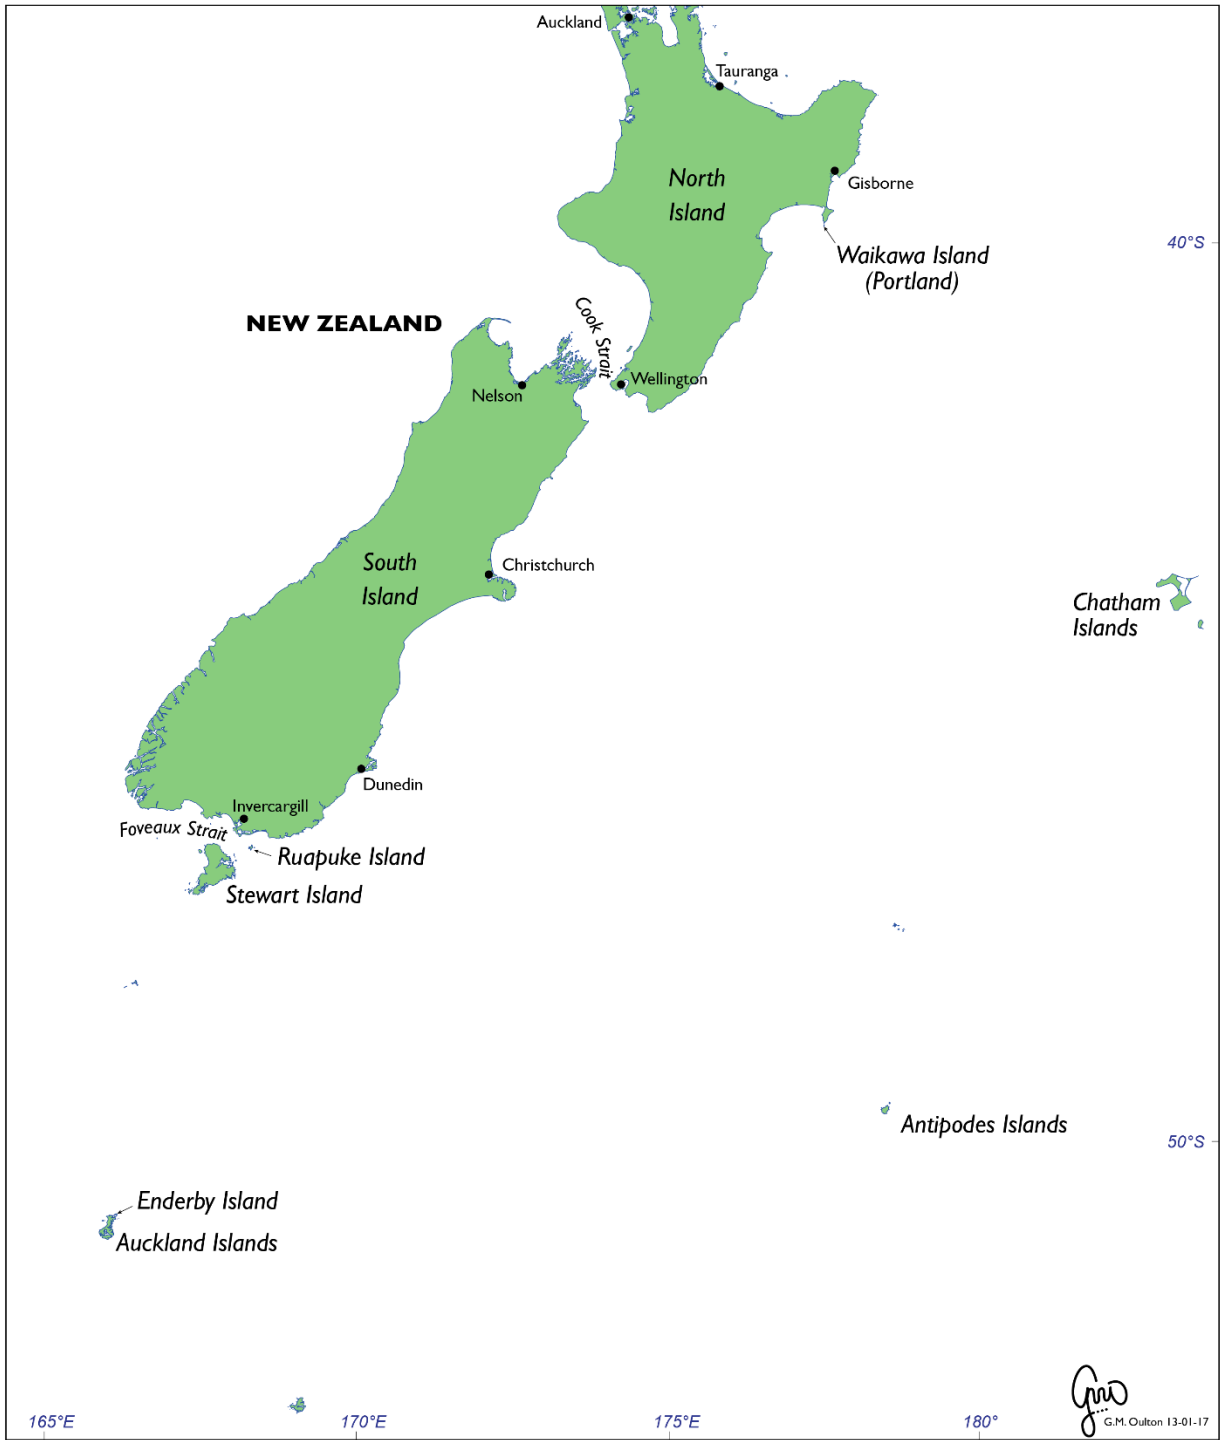 Auckland
Tauranga
North
Island
Gisborne
40°S
Waikawa Island
(Portland)
Cook Strait
NEW ZEALAND
Wellington
Nelson
South
Island
Christchurch
Chatham
Islands
Dunedin
Invercargill
Foveaux Strait
Ruapuke Island
Stewart Island
Antipodes Islands
50°S
Enderby Island
Auckland Islands
G.M. Oulton 13-01-17
165°E
170°E
175°E
180°